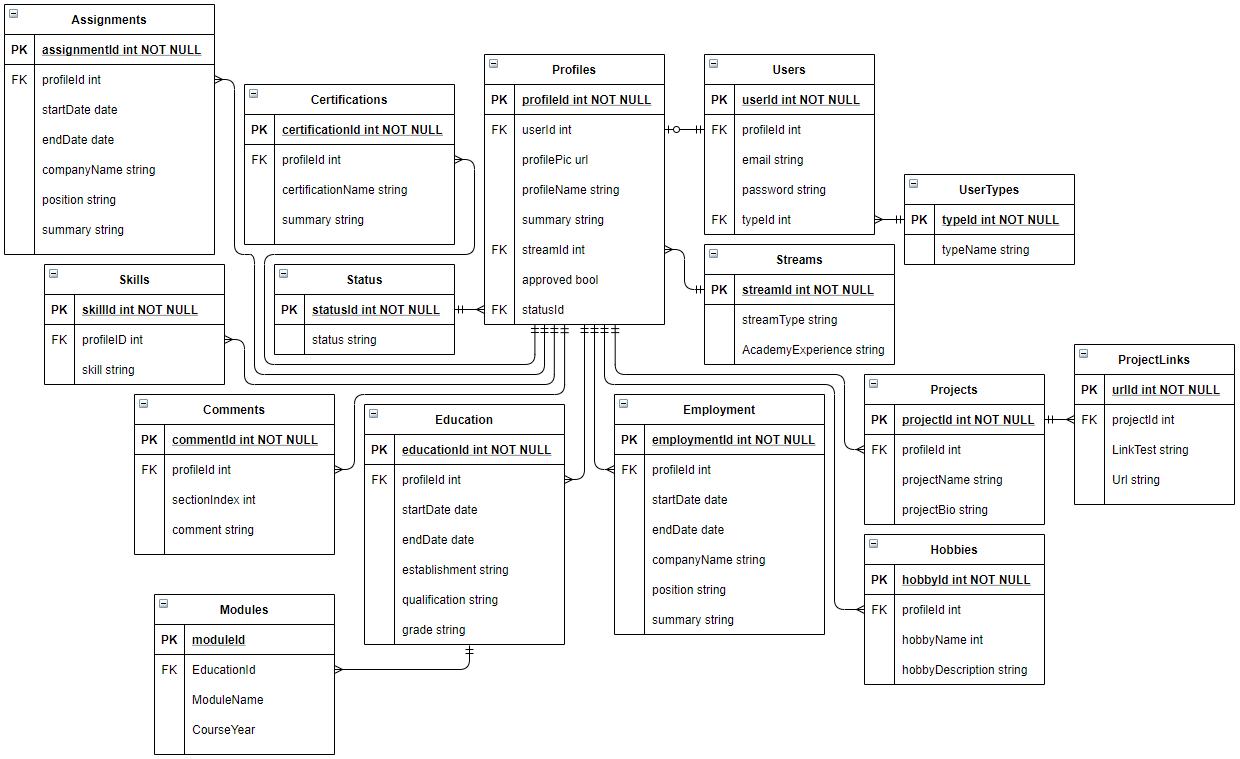 Assignments
PK assignmentId int NOT NULL
FK profileId int
startDate date
endDate date
companyName string
position string
summary string
Certifications
PK certificationId int NOT NULL
FK profileId int
certificationName string
summary string
Profiles
PK profileId int NOT NULL
FK userId int
profilePic url
profileName string
summary string
FK streamId int
approved bool
FK statusId
Users
PK userId int NOT NULL
FK profileId int
email string
password string
FK typeId int
UserTypes
PK typeId int NOT NULL
typeName string
Skills
PK skillId int NOT NULL
FK profileID int
skill string
Status
PK statusId int NOT NULL
status string
Streams
PK streamId int NOT NULL
streamType string
AcademyExperience string
Comments
PK commentId int NOT NULL
FK profileId int
sectionIndex int
comment string
Education
PK educationId int NOT NULL
FK profileId int
startDate date
endDate date
establishment string
qualification string
grade string
Employment
PK employmentId int NOT NULL
FK profileId int
startDate date
endDate date
companyName string
position string
summary string
Projects
PK projectId int NOT NULL
FK profileId int
projectName string
projectBio string
ProjectLinks
PK urlId int NOT NULL
FK projectId int
LinkTest string
Url string
Modules
PK moduleId
FK EducationId
ModuleName
CourseYear
Hobbies
PK hobbyId int NOT NULL
FK profileId int
hobbyName int
hobbyDescription string